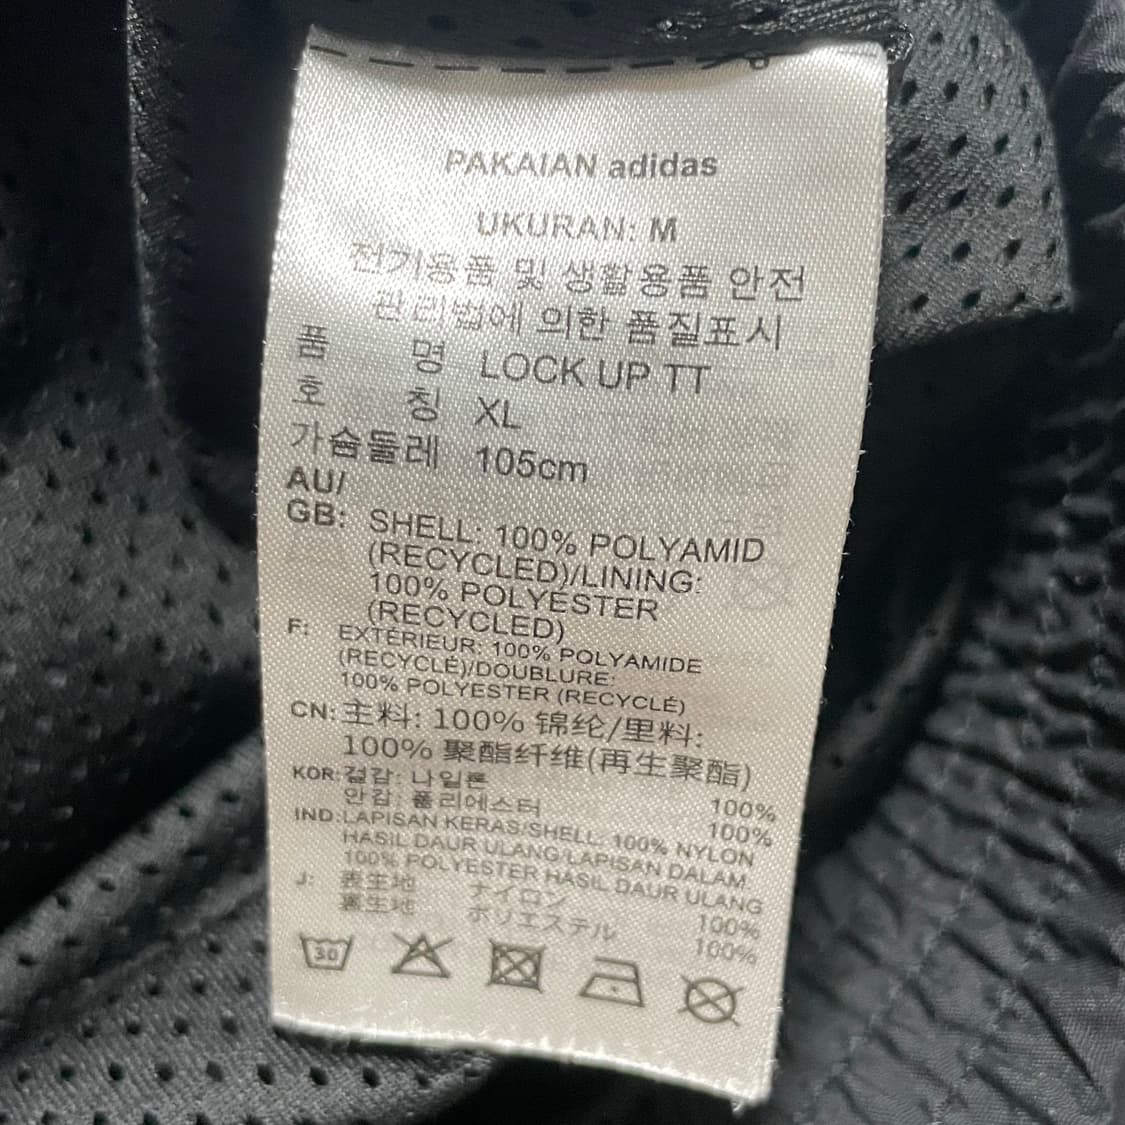 PAKAIAN adidas
UKURAN: M
전기용품 및 생활용품 안전
관리법에 의한 품질표시
품 명 LOCK UP TT
호 칭 XL
가슴둘레 105cm
AU/
GB: SHELL: 100% POLYAMID
(RECYCLED)/LINING:
100% POLYESTER
(RECYCLED)
F: EXTÉRIEUR: 100% POLYAMIDE
(RECYCLÉ)/DOUBLURE:
100% POLYESTER (RECYCLÉ)
CN: 主料: 100% 锦纶/里料:
100% 聚酯纤维(再生聚酯)
KOR: 겉감: 나일론 100%
안감: 폴리에스터 100%
IND: LAPISAN KERAS/SHELL: 100% NYLON
HASIL DAUR ULANG/LAPISAN DALAM
100% POLYESTER HASIL DAUR ULANG
J: 表生地 ナイロン 100%
裏生地 ポリエステル 100%
30